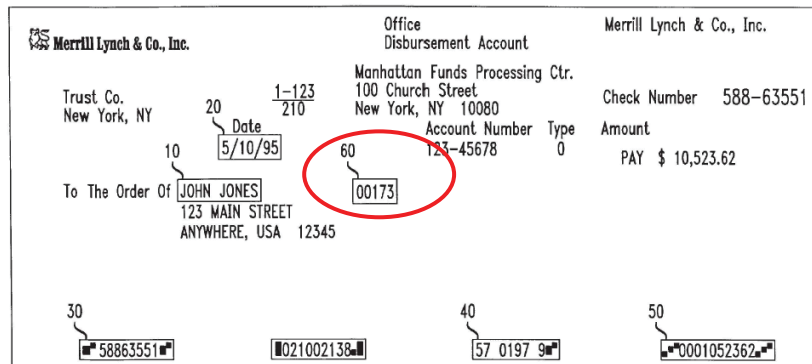 Merrill Lynch & Co., Inc.
Office
Disbursement Account
Merrill Lynch & Co., Inc.
Trust Co.
New York, NY
1-123
210
Manhattan Funds Processing Ctr.
100 Church Street
New York, NY 10080
Check Number 588-63551
20
Date
5/10/95
Account Number Type
123-45678 0
Amount
PAY $ 10,523.62
10
60
To The Order Of JOHN JONES
00173
123 MAIN STREET
ANYWHERE, USA 12345
30
40
50
⑈58863551⑈ ⑆021002138⑆ 57 0197 9⑈ ⑇0001052362⑇